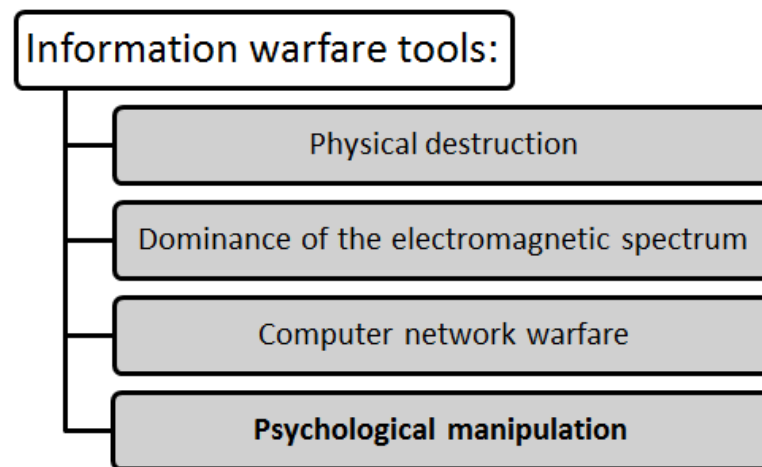 Information warfare tools:
Physical destruction
Dominance of the electromagnetic spectrum
Computer network warfare
Psychological manipulation